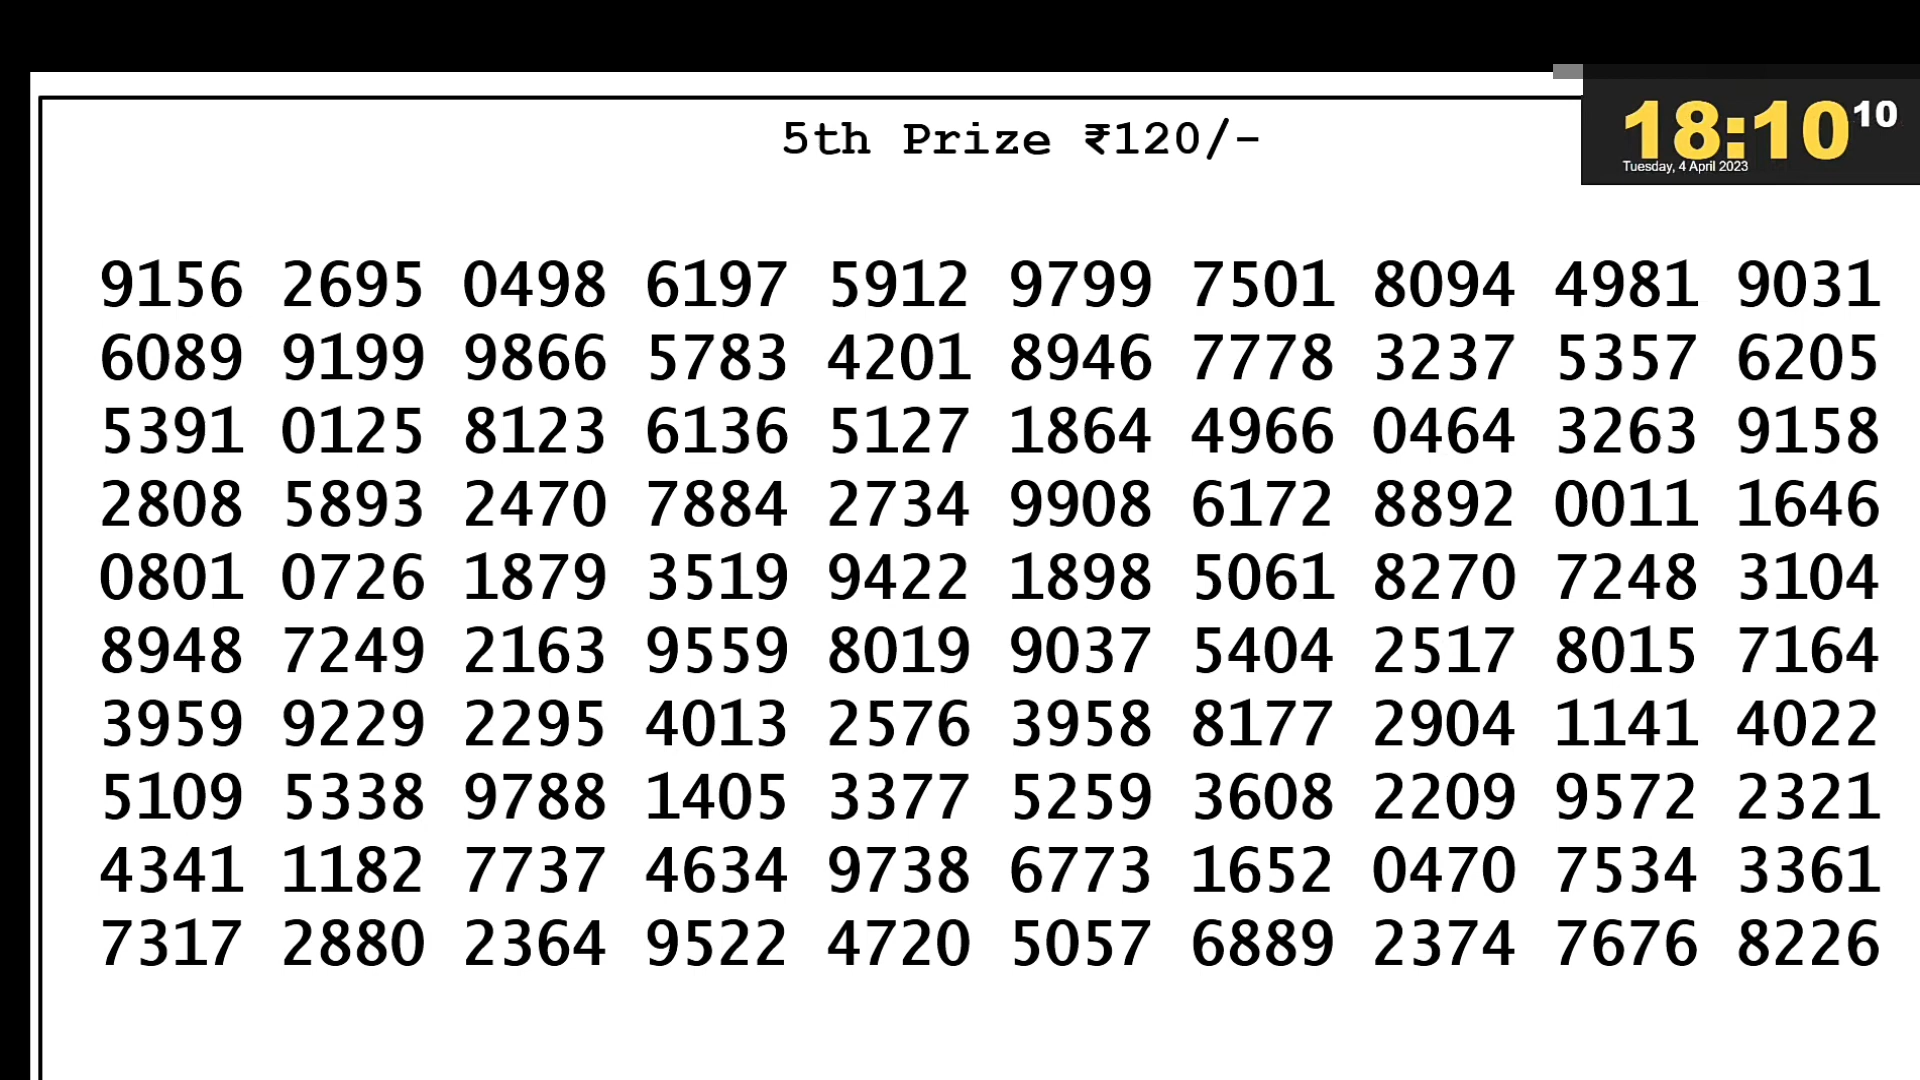 5th Prize ₹120/-
18:10 10
Tuesday, 4 April 2023
9156 2695 0498 6197 5912 9799 7501 8094 4981 9031
6089 9199 9866 5783 4201 8946 7778 3237 5357 6205
5391 0125 8123 6136 5127 1864 4966 0464 3263 9158
2808 5893 2470 7884 2734 9908 6172 8892 0011 1646
0801 0726 1879 3519 9422 1898 5061 8270 7248 3104
8948 7249 2163 9559 8019 9037 5404 2517 8015 7164
3959 9229 2295 4013 2576 3958 8177 2904 1141 4022
5109 5338 9788 1405 3377 5259 3608 2209 9572 2321
4341 1182 7737 4634 9738 6773 1652 0470 7534 3361
7317 2880 2364 9522 4720 5057 6889 2374 7676 8226